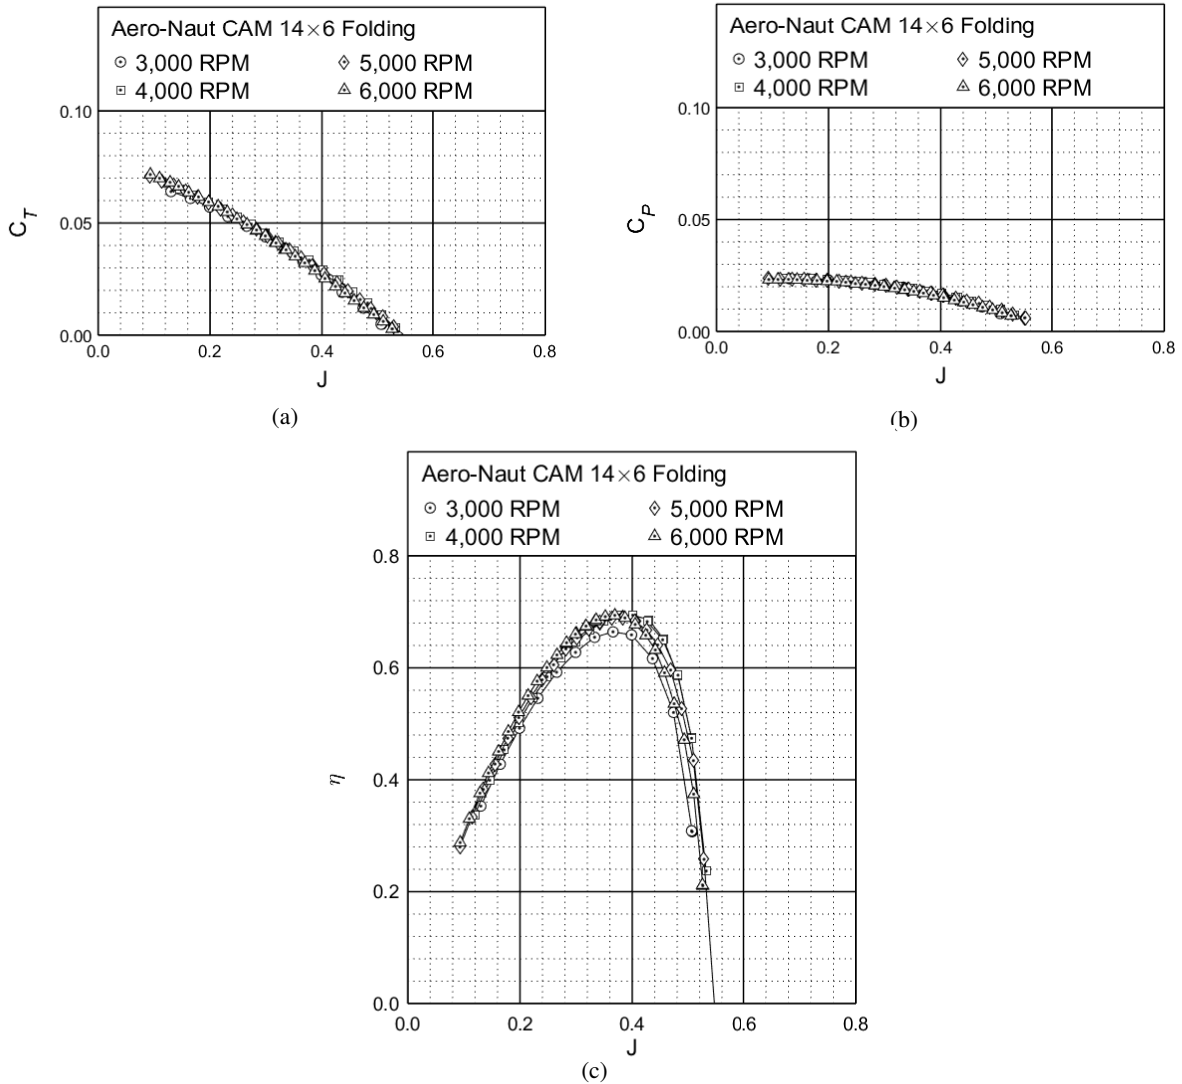 Aero-Naut CAM 14×6 Folding
3,000 RPM 5,000 RPM
4,000 RPM 6,000 RPM
0.10
0.05
0.00
C_T
0.0 0.2 0.4 0.6 0.8
J
(a)
Aero-Naut CAM 14×6 Folding
3,000 RPM 5,000 RPM
4,000 RPM 6,000 RPM
0.10
0.05
0.00
C_P
0.0 0.2 0.4 0.6 0.8
J
(b)
Aero-Naut CAM 14×6 Folding
3,000 RPM 5,000 RPM
4,000 RPM 6,000 RPM
0.8
0.6
0.4
η
0.2
0.0
0.0 0.2 0.4 0.6 0.8
J
(c)